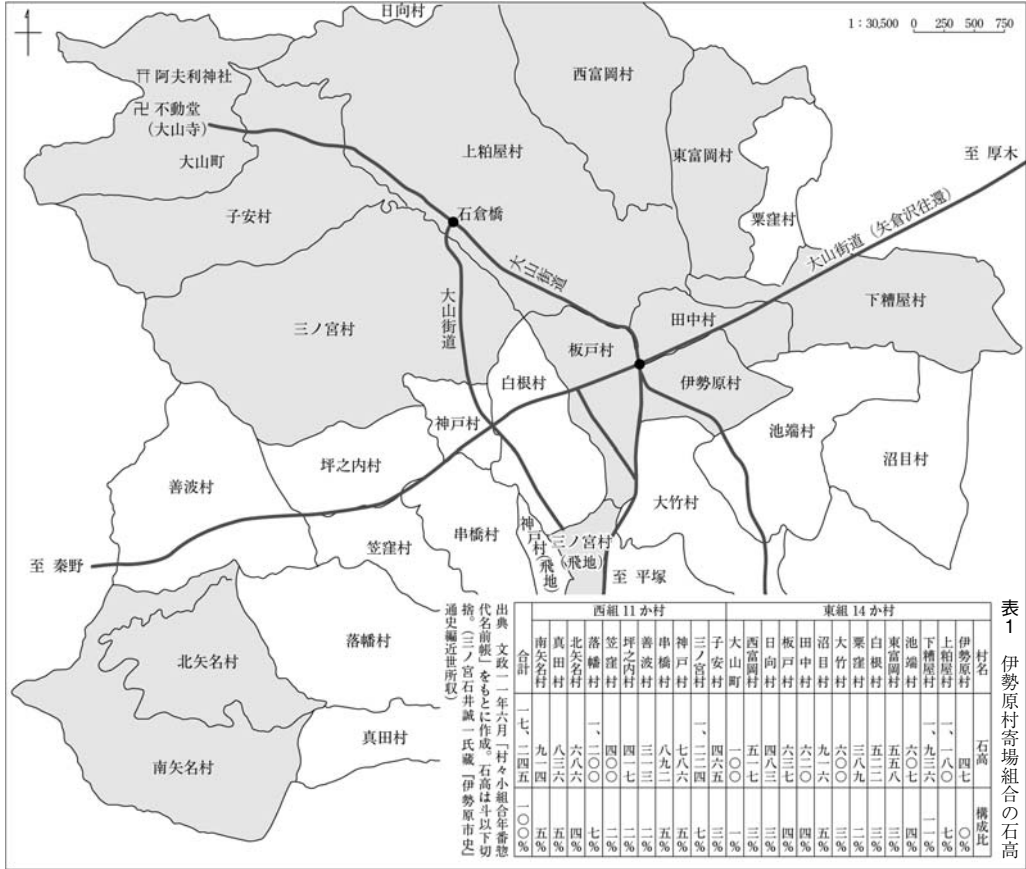 日向村
1：30,500 0 250 500 750
阿夫利神社
卍 不動堂
（大山寺）
大山町
西富岡村
上粕屋村
東富岡村
至 厚木
子安村
石倉橋
粟窪村
大山街道（矢倉沢往還）
大山街道
大山街道
三ノ宮村
下糟屋村
田中村
板戸村
白根村
伊勢原村
神戸村
池端村
坪之内村
沼目村
善波村
大竹村
串橋村
神戸村（飛地）
三ノ宮村
（飛地）
笠窪村
至 秦野
至 平塚
落幡村
北矢名村
真田村
南矢名村
表1 伊勢原村寄場組合の石高
村名 石高 構成比
東組14か村
伊勢原村 四七 〇%
上粕屋村 一、一八〇 七%
下糟屋村 一、九三六 一一%
東富岡村 五五八 三%
池端村 六〇七 四%
白根村 五二二 三%
粟窪村 三八九 二%
大竹村 六〇〇 三%
沼目村 九一六 五%
田中村 六二〇 四%
板戸村 六三七 四%
日向村 四八三 三%
西富岡村 五一七 三%
大山町 一〇〇 一%
西組11か村
子安村 四六五 三%
三ノ宮村 一、二二四 七%
神戸村 七八六 五%
串橋村 八九二 五%
善波村 三一三 二%
坪之内村 四一七 二%
笠窪村 四〇〇 二%
落幡村 一、二〇〇 七%
北矢名村 六八六 四%
真田村 八三六 五%
南矢名村 九一四 五%
合計 一七、二四五 一〇〇%
出典 文政一一年六月「村々小組合年番惣
代名前帳」をもとに作成。石高は斗以下切
捨。（三ノ宮石井誠一氏蔵『伊勢原市史』
通史編近世所収）